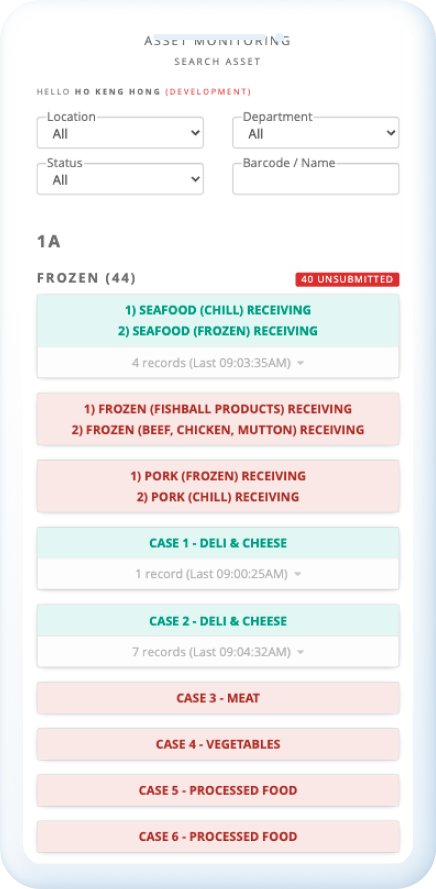 ASSET MONITORING
SEARCH ASSET
HELLO HO KENG HONG (DEVELOPMENT)
Location
All
Department
All
Status
All
Barcode / Name
1A
FROZEN (44)
40 UNSUBMITTED
1) SEAFOOD (CHILL) RECEIVING
2) SEAFOOD (FROZEN) RECEIVING
4 records (Last 09:03:35AM)
1) FROZEN (FISHBALL PRODUCTS) RECEIVING
2) FROZEN (BEEF, CHICKEN, MUTTON) RECEIVING
1) PORK (FROZEN) RECEIVING
2) PORK (CHILL) RECEIVING
CASE 1 - DELI & CHEESE
1 record (Last 09:00:25AM)
CASE 2 - DELI & CHEESE
7 records (Last 09:04:32AM)
CASE 3 - MEAT
CASE 4 - VEGETABLES
CASE 5 - PROCESSED FOOD
CASE 6 - PROCESSED FOOD